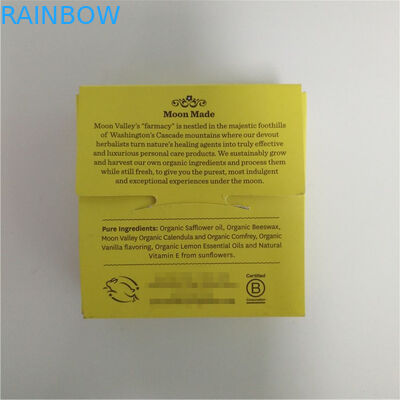 RAINBOW
Moon Made
Moon Valley's "farmacy" is nestled in the majestic foothills
of Washington's Cascade mountains where our devout
herbalists turn nature's healing agents into truly effective
and luxurious personal care products. We sustainably grow
and harvest our own organic ingredients and process them
while still fresh, to give you the purest, most indulgent
and exceptional experiences under the moon.
Pure Ingredients: Organic Safflower oil, Organic Beeswax,
Moon Valley Organic Calendula and Organic Comfrey, Organic
Vanilla flavoring, Organic Lemon Essential Oils and Natural
Vitamin E from sunflowers.
Certified
B
Corporation